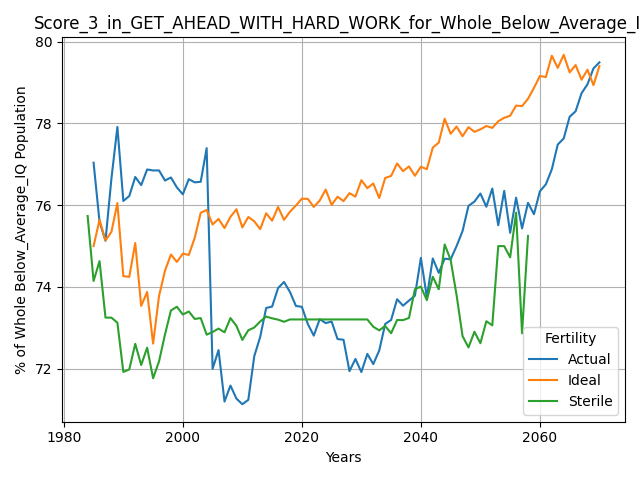 Score_3_in_GET_AHEAD_WITH_HARD_WORK_for_Whole_Below_Average_I
% of Whole Below_Average_IQ Population
80
78
76
74
72
1980
2000
2020
2040
2060
Years
Fertility
Actual
Ideal
Sterile